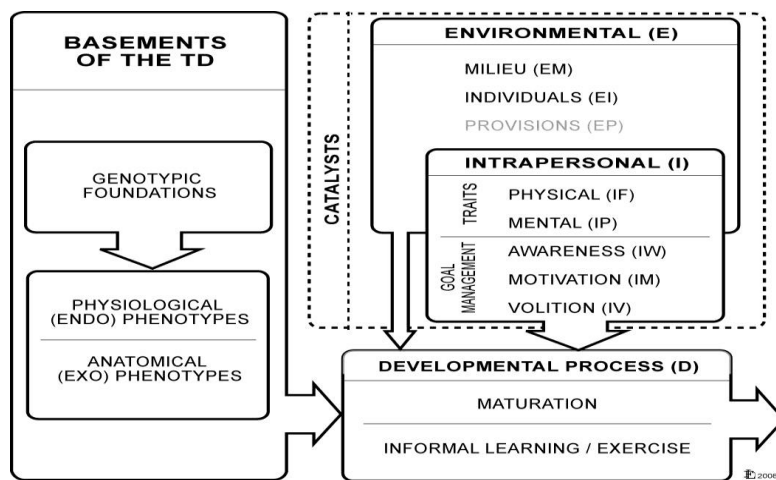 BASEMENTS
OF THE TD
GENOTYPIC
FOUNDATIONS
PHYSIOLOGICAL
(ENDO) PHENOTYPES
ANATOMICAL
(EXO) PHENOTYPES
CATALYSTS
ENVIRONMENTAL (E)
MILIEU (EM)
INDIVIDUALS (EI)
PROVISIONS (EP)
INTRAPERSONAL (I)
TRAITS
PHYSICAL (IF)
MENTAL (IP)
GOAL
MANAGEMENT
AWARENESS (IW)
MOTIVATION (IM)
VOLITION (IV)
DEVELOPMENTAL PROCESS (D)
MATURATION
INFORMAL LEARNING / EXERCISE